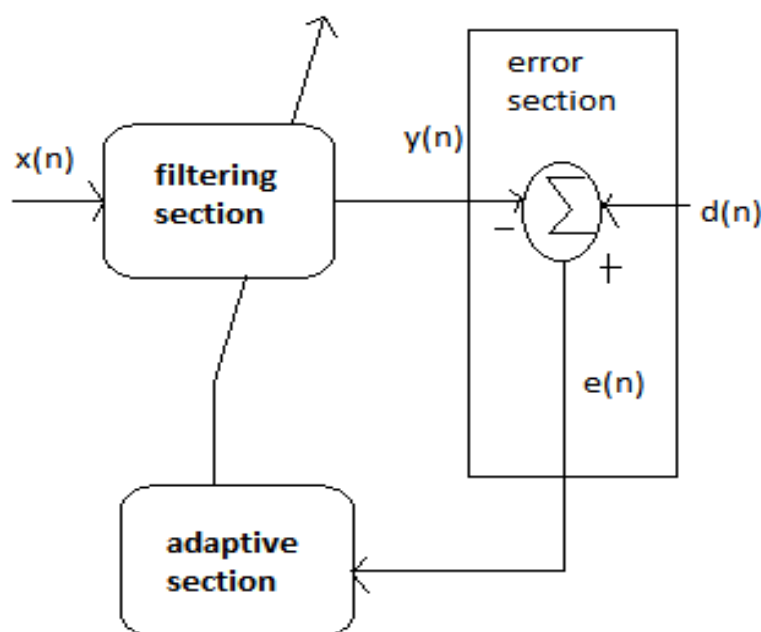 error
section
x(n)
filtering
section
y(n)
Σ
−
+
d(n)
e(n)
adaptive
section